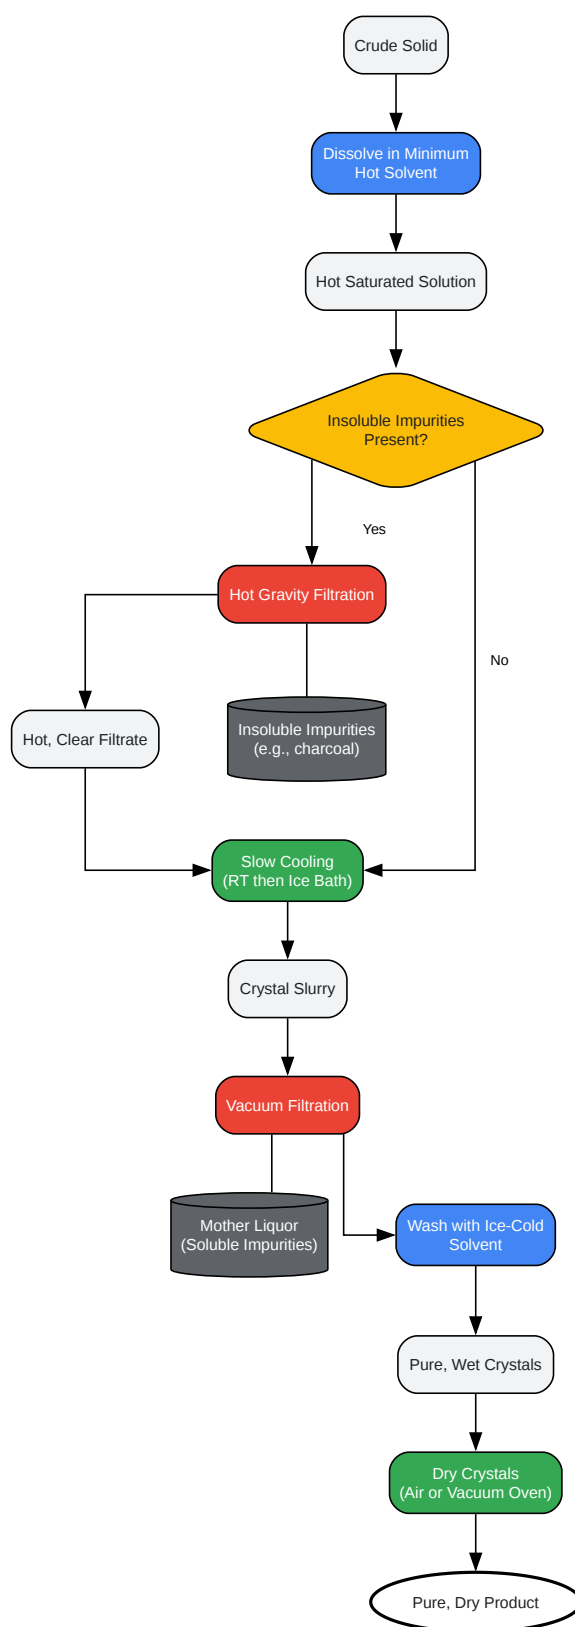 Crude Solid
Dissolve in Minimum
Hot Solvent
Hot Saturated Solution
Insoluble Impurities
Present?
Yes
Hot Gravity Filtration
No
Insoluble Impurities
(e.g., charcoal)
Hot, Clear Filtrate
Slow Cooling
(RT then Ice Bath)
Crystal Slurry
Vacuum Filtration
Mother Liquor
(Soluble Impurities)
Wash with Ice-Cold
Solvent
Pure, Wet Crystals
Dry Crystals
(Air or Vacuum Oven)
Pure, Dry Product